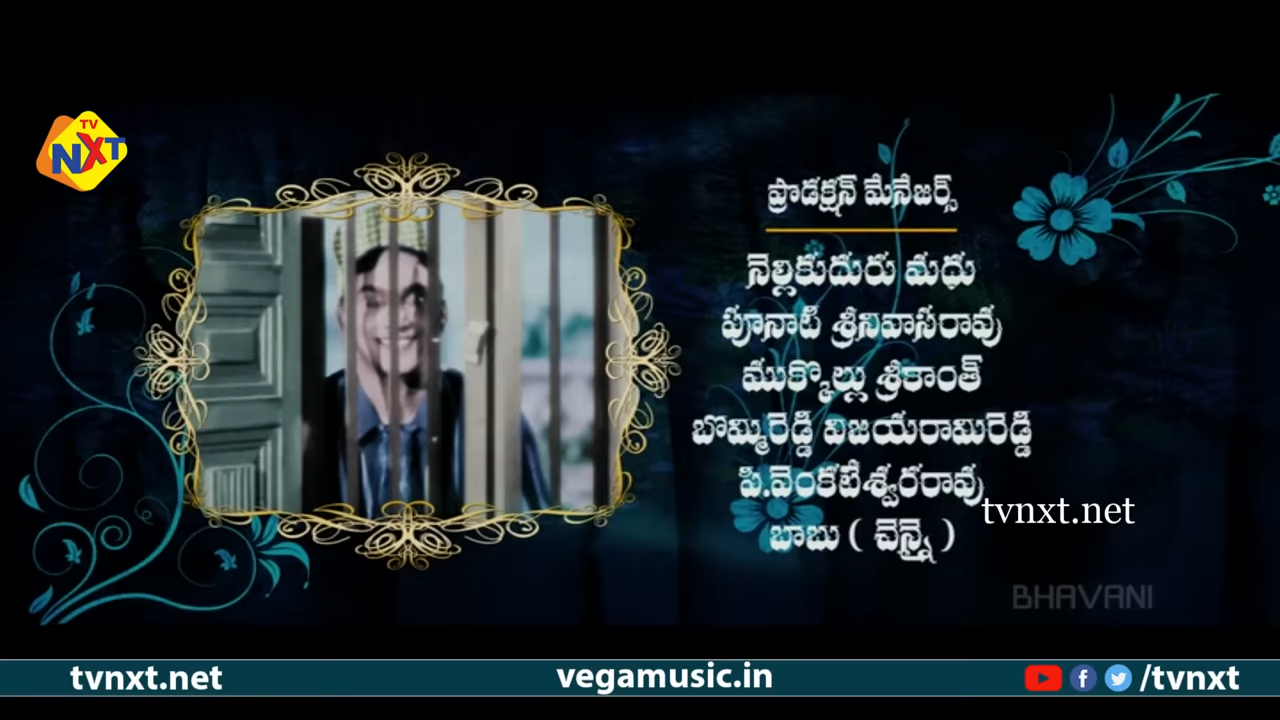 TV
NXT
ప్రొడక్షన్ మేనేజర్స్
నెల్లికుదురు మధు
పూనాటి శ్రీనివాసరావు
ముక్కొల్లు శ్రీకాంత్
బొమ్మిరెడ్డి విజయరామిరెడ్డి
పి.వెంకటేశ్వరరావు
tvnxt.net
బాబు ( చెన్నై )
BHAVANI
tvnxt.net
vegamusic.in
/tvnxt